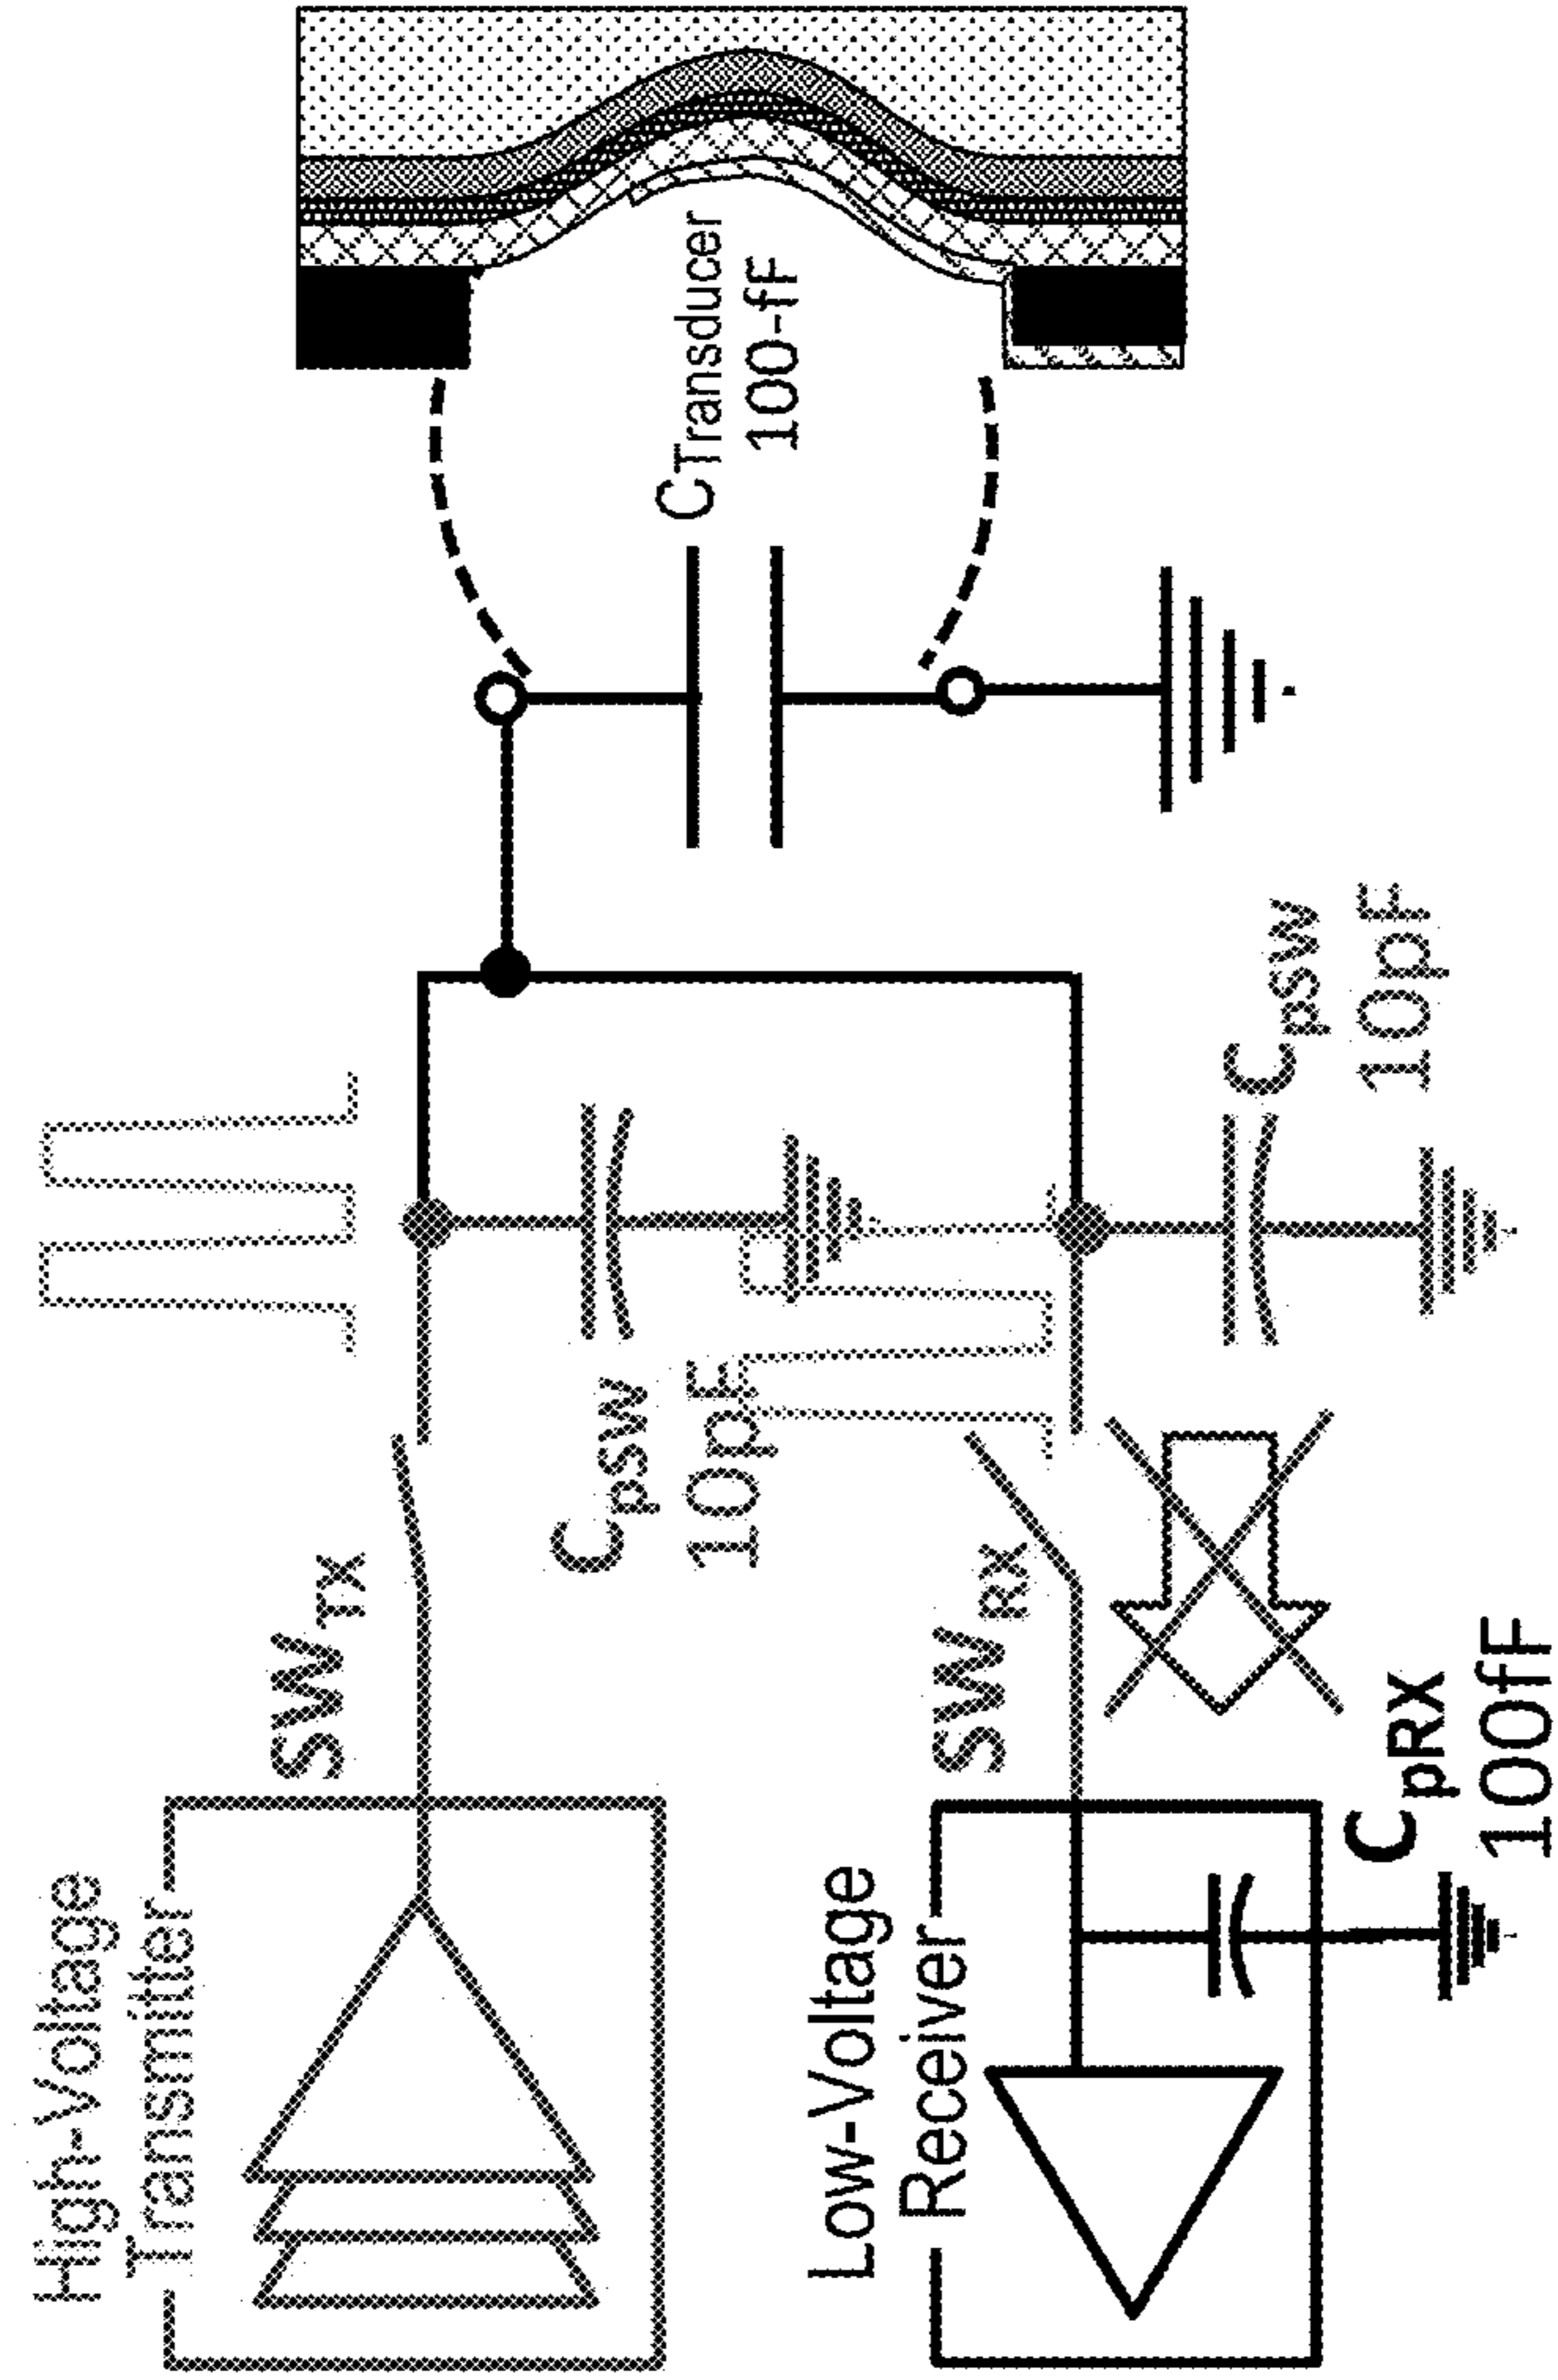 High-Voltage
Transmitter
SWTX
CpSW
10pF
CTransducer
100-fF
Low-Voltage
Receiver
SWRX
CpSW
10pF
CpRX
100fF